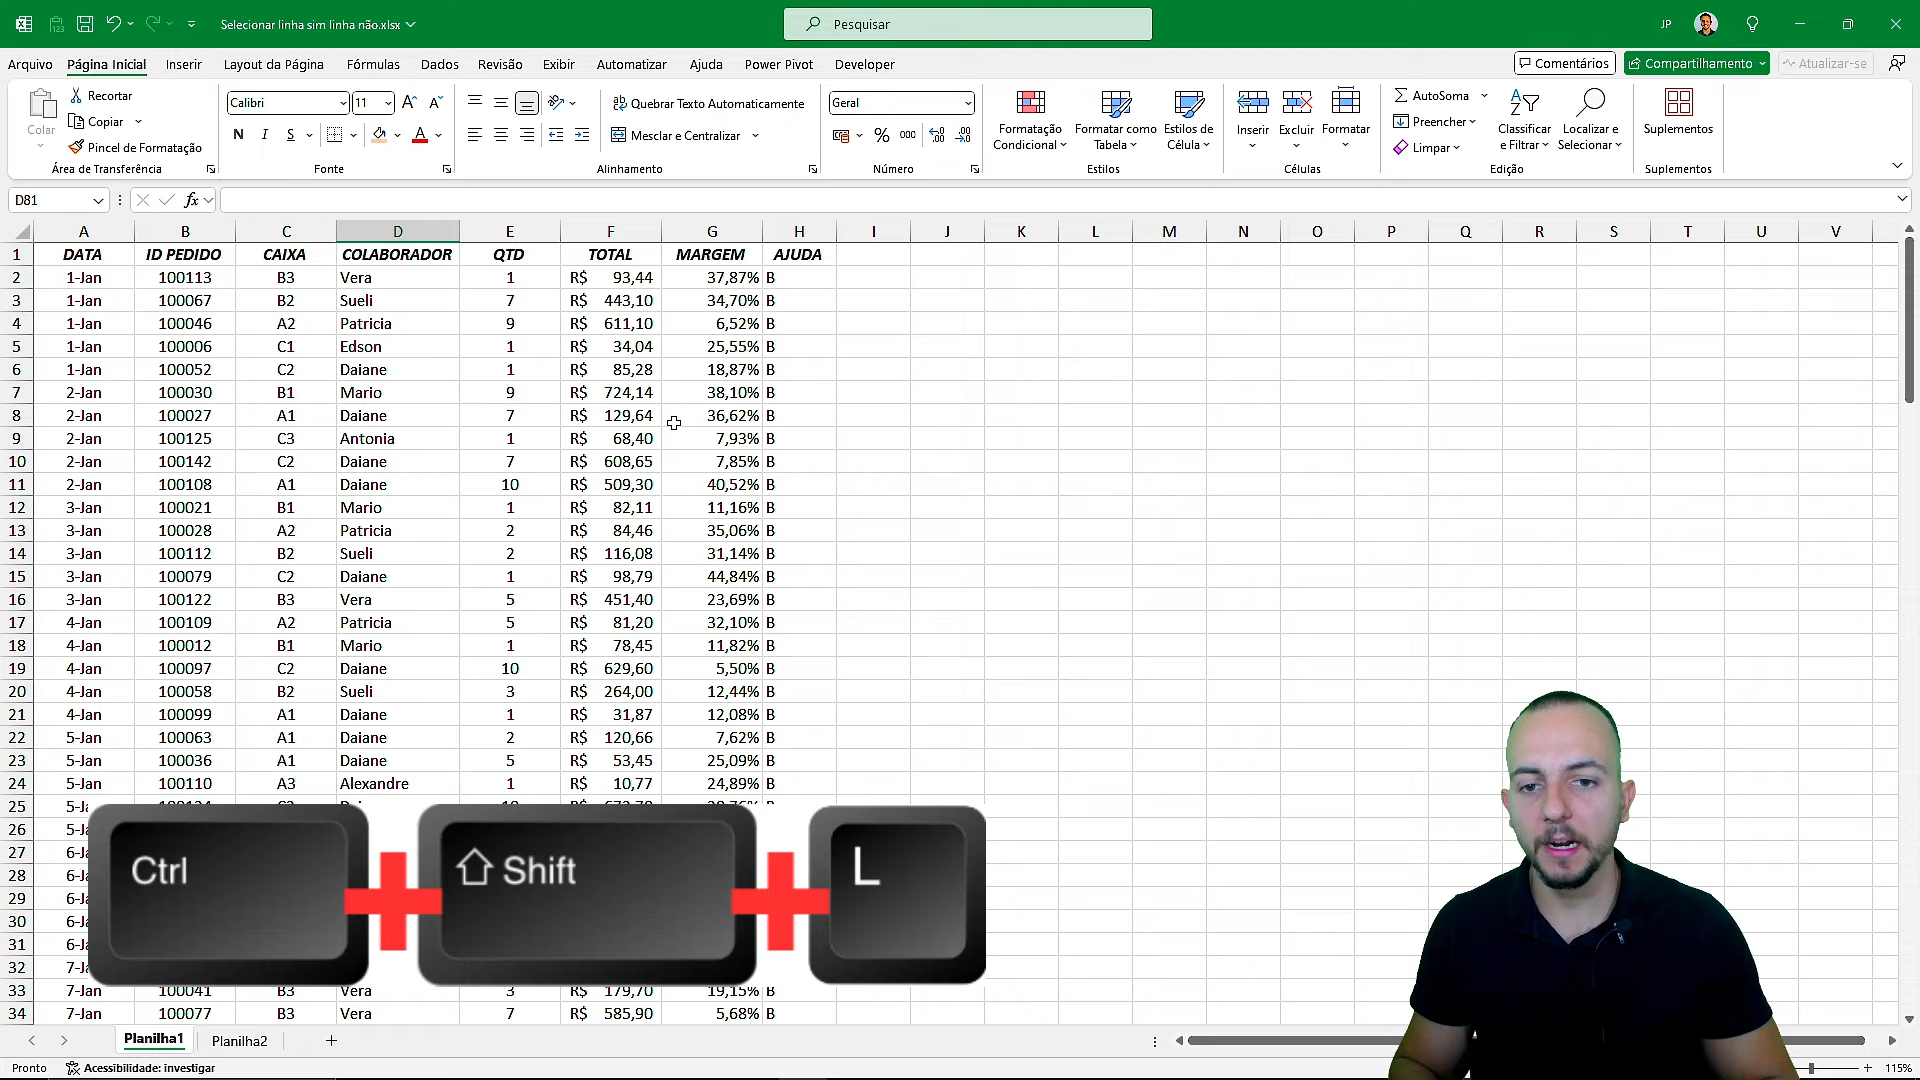 Selecionar linha sim linha não.xlsx
Pesquisar
JP
Arquivo Página Inicial Inserir Layout da Página Fórmulas Dados Revisão Exibir Automatizar Ajuda Power Pivot Developer Comentários Compartilhamento Atualizar-se
Colar
Recortar
Copiar
Pincel de Formatação
Área de Transferência
Calibri 11
N I S
Fonte
Quebrar Texto Automaticamente
Mesclar e Centralizar
Alinhamento
Geral
% 000
Número
Formatação Condicional
Formatar como Tabela
Estilos de Célula
Estilos
Inserir Excluir Formatar
Células
AutoSoma
Preencher
Limpar
Classificar e Filtrar
Localizar e Selecionar
Edição
Suplementos
Suplementos
D81 fx
A B C D E F G H I J K L M N O P Q R S T U V
1 DATA ID PEDIDO CAIXA COLABORADOR QTD TOTAL MARGEM AJUDA
2 1-Jan 100113 B3 Vera 1 R$ 93,44 37,87% B
3 1-Jan 100067 B2 Sueli 7 R$ 443,10 34,70% B
4 1-Jan 100046 A2 Patricia 9 R$ 611,10 6,52% B
5 1-Jan 100006 C1 Edson 1 R$ 34,04 25,55% B
6 1-Jan 100052 C2 Daiane 1 R$ 85,28 18,87% B
7 2-Jan 100030 B1 Mario 9 R$ 724,14 38,10% B
8 2-Jan 100027 A1 Daiane 7 R$ 129,64 36,62% B
9 2-Jan 100125 C3 Antonia 1 R$ 68,40 7,93% B
10 2-Jan 100142 C2 Daiane 7 R$ 608,65 7,85% B
11 2-Jan 100108 A1 Daiane 10 R$ 509,30 40,52% B
12 3-Jan 100021 B1 Mario 1 R$ 82,11 11,16% B
13 3-Jan 100028 A2 Patricia 2 R$ 84,46 35,06% B
14 3-Jan 100112 B2 Sueli 2 R$ 116,08 31,14% B
15 3-Jan 100079 C2 Daiane 1 R$ 98,79 44,84% B
16 3-Jan 100122 B3 Vera 5 R$ 451,40 23,69% B
17 4-Jan 100109 A2 Patricia 5 R$ 81,20 32,10% B
18 4-Jan 100012 B1 Mario 1 R$ 78,45 11,82% B
19 4-Jan 100097 C2 Daiane 10 R$ 629,60 5,50% B
20 4-Jan 100058 B2 Sueli 3 R$ 264,00 12,44% B
21 4-Jan 100099 A1 Daiane 1 R$ 31,87 12,08% B
22 5-Jan 100063 A1 Daiane 2 R$ 120,66 7,62% B
23 5-Jan 100036 A1 Daiane 5 R$ 53,45 25,09% B
24 5-Jan 100110 A3 Alexandre 1 R$ 10,77 24,89% B
25
26
27
28
29
30
31
32
33 7-Jan 100041 B3 Vera 3 R$ 179,70 19,15% B
34 7-Jan 100077 B3 Vera 7 R$ 585,90 5,68% B
Ctrl + Shift + L
Planilha1 Planilha2 +
Pronto Acessibilidade: investigar
115%